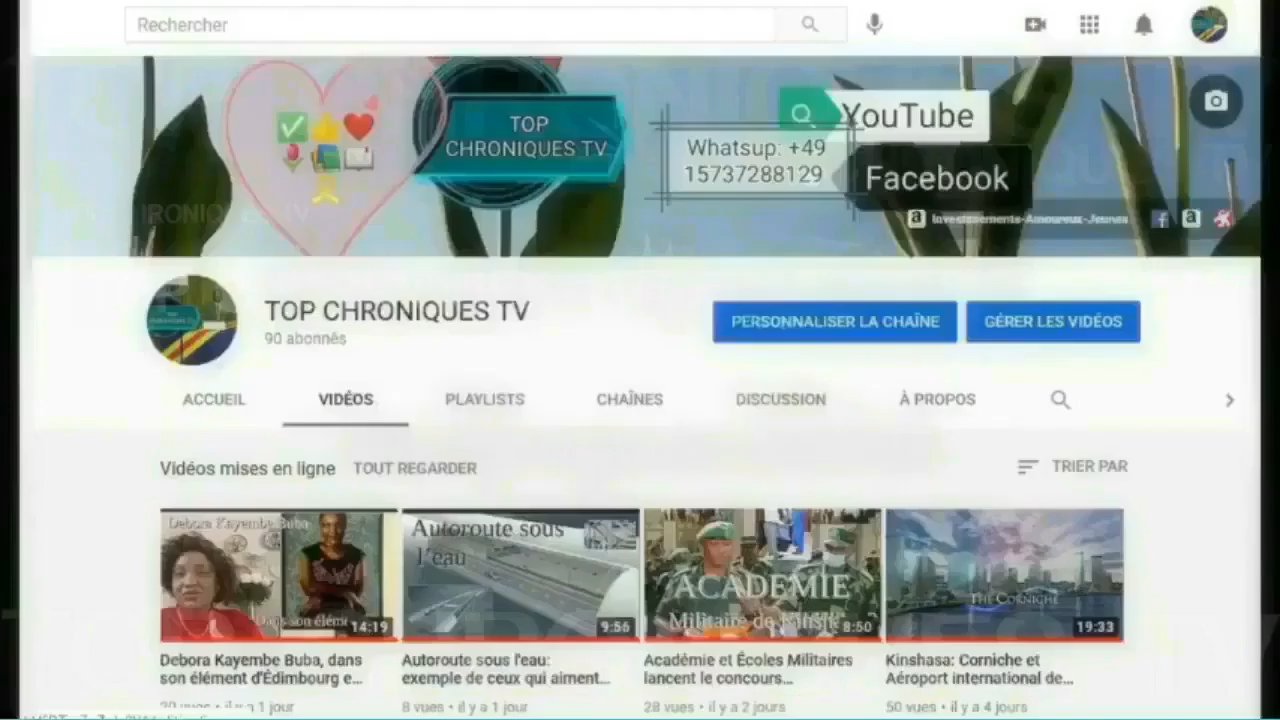 Rechercher
TOP
CHRONIQUES TV
YouTube
Whatsup: +49
15737288129
Facebook
Investissements-Amoureux-Jeunes
TOP CHRONIQUES TV
90 abonnés
PERSONNALISER LA CHAÎNE
GÉRER LES VIDÉOS
ACCUEIL
VIDÉOS
PLAYLISTS
CHAÎNES
DISCUSSION
À PROPOS
Vidéos mises en ligne
TOUT REGARDER
TRIER PAR
Debora Kayembe Buba
14:19
Autoroute sous
l'eau
9:56
ACADEMIE
Militaire de
8:50
THE CORNICHE
19:33
Debora Kayembe Buba, dans
son élément d'Édimbourg e...
Autoroute sous l'eau:
exemple de ceux qui aiment...
8 vues • il y a 1 jour
Académie et Écoles Militaires
lancent le concours...
28 vues • il y a 2 jours
Kinshasa: Corniche et
Aéroport international de...
50 vues • il y a 4 jours